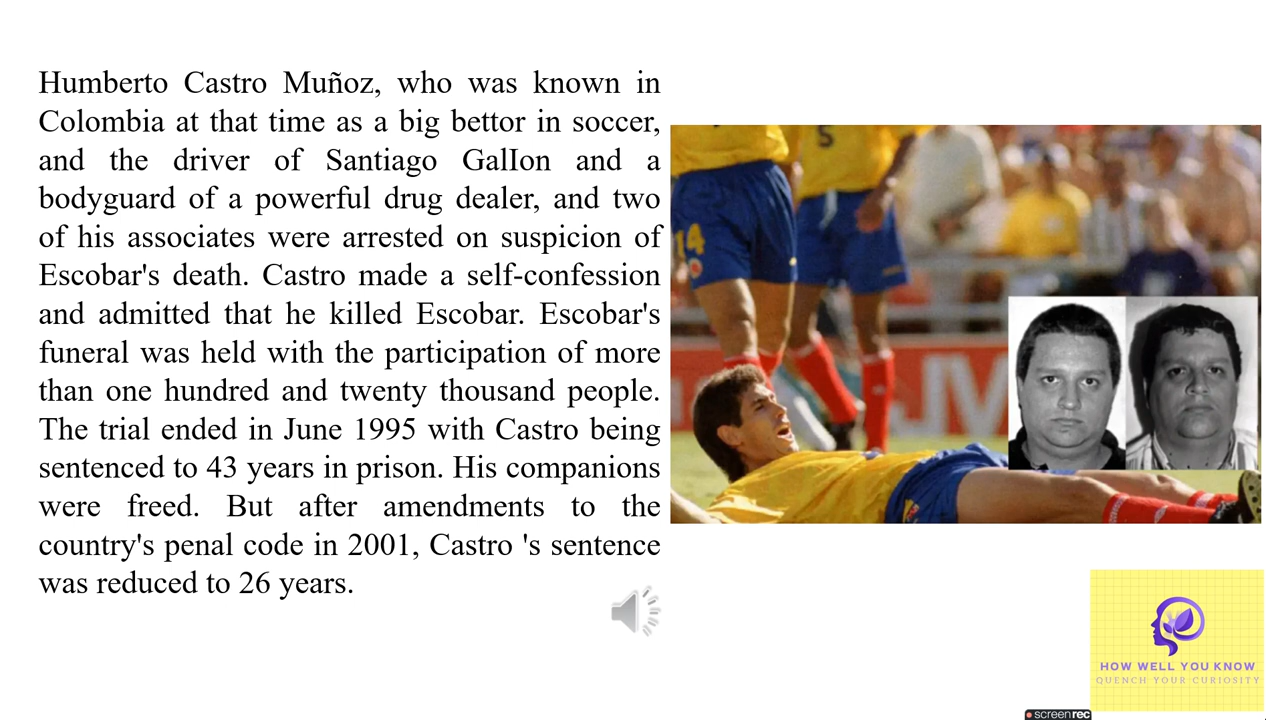 Humberto Castro Muñoz, who was known in
Colombia at that time as a big bettor in soccer,
and the driver of Santiago GalIon and a
bodyguard of a powerful drug dealer, and two
of his associates were arrested on suspicion of
Escobar's death. Castro made a self-confession
and admitted that he killed Escobar. Escobar's
funeral was held with the participation of more
than one hundred and twenty thousand people.
The trial ended in June 1995 with Castro being
sentenced to 43 years in prison. His companions
were freed. But after amendments to the
country's penal code in 2001, Castro 's sentence
was reduced to 26 years.
5
14
JV
HOW WELL YOU KNOW
QUENCH YOUR CURIOSITY
screenrec